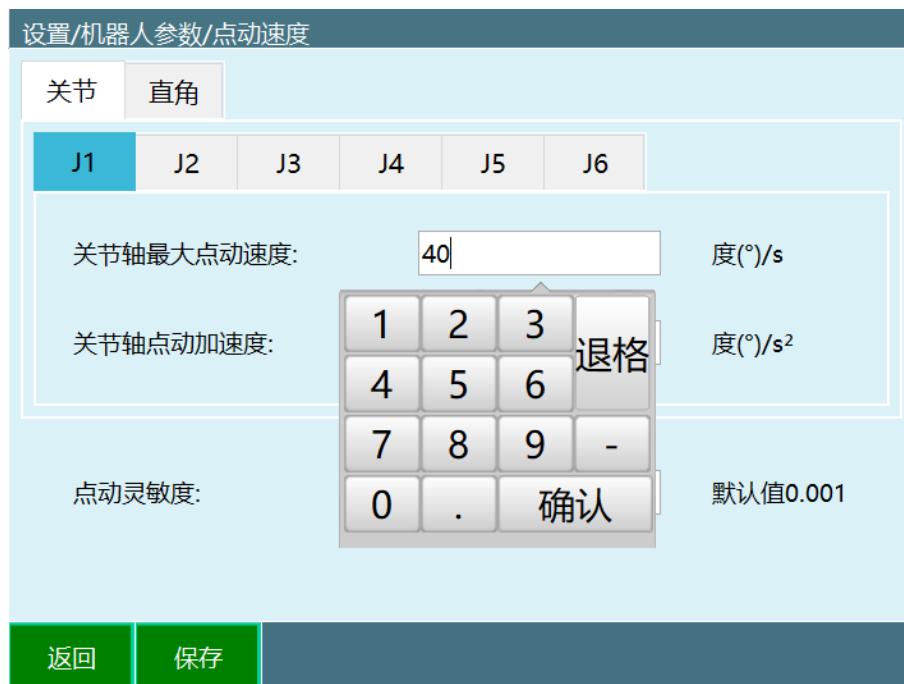 设置/机器人参数/点动速度
关节 直角
J1 J2 J3 J4 J5 J6
关节轴最大点动速度: 40 度(°)/s
关节轴点动加速度: 度(°)/s²
点动灵敏度: 默认值0.001
1 2 3 退格
4 5 6
7 8 9 -
0 . 确认
返回 保存